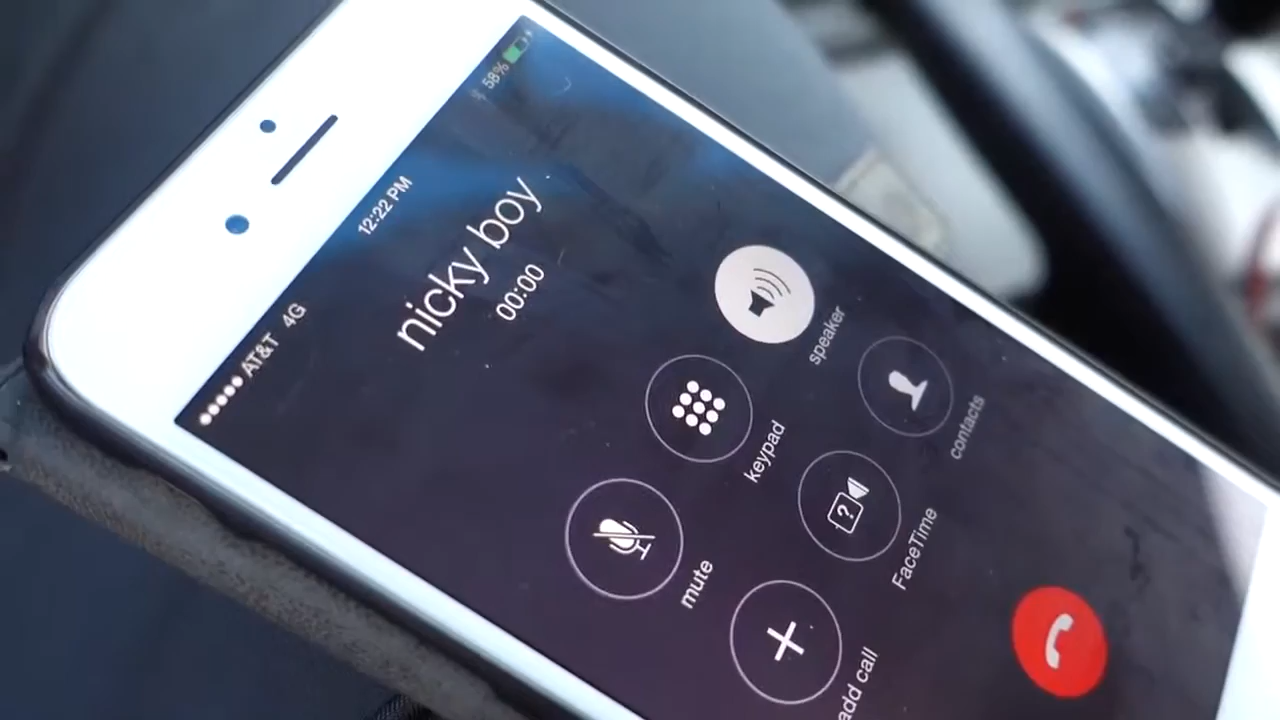 AT&T 4G 12:22 PM 58%
nicky boy
00:00
mute keypad speaker
?
add call FaceTime contacts